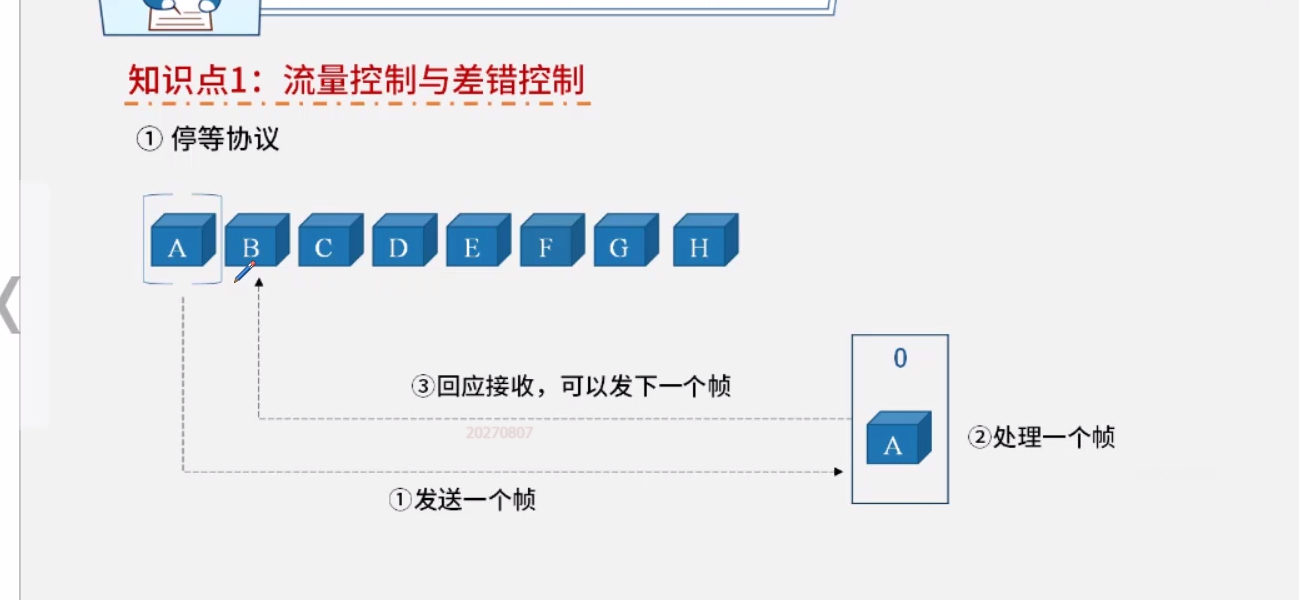 知识点1：流量控制与差错控制
① 停等协议
A B C D E F G H
0
③回应接收，可以发下一个帧
20270807
A
②处理一个帧
①发送一个帧